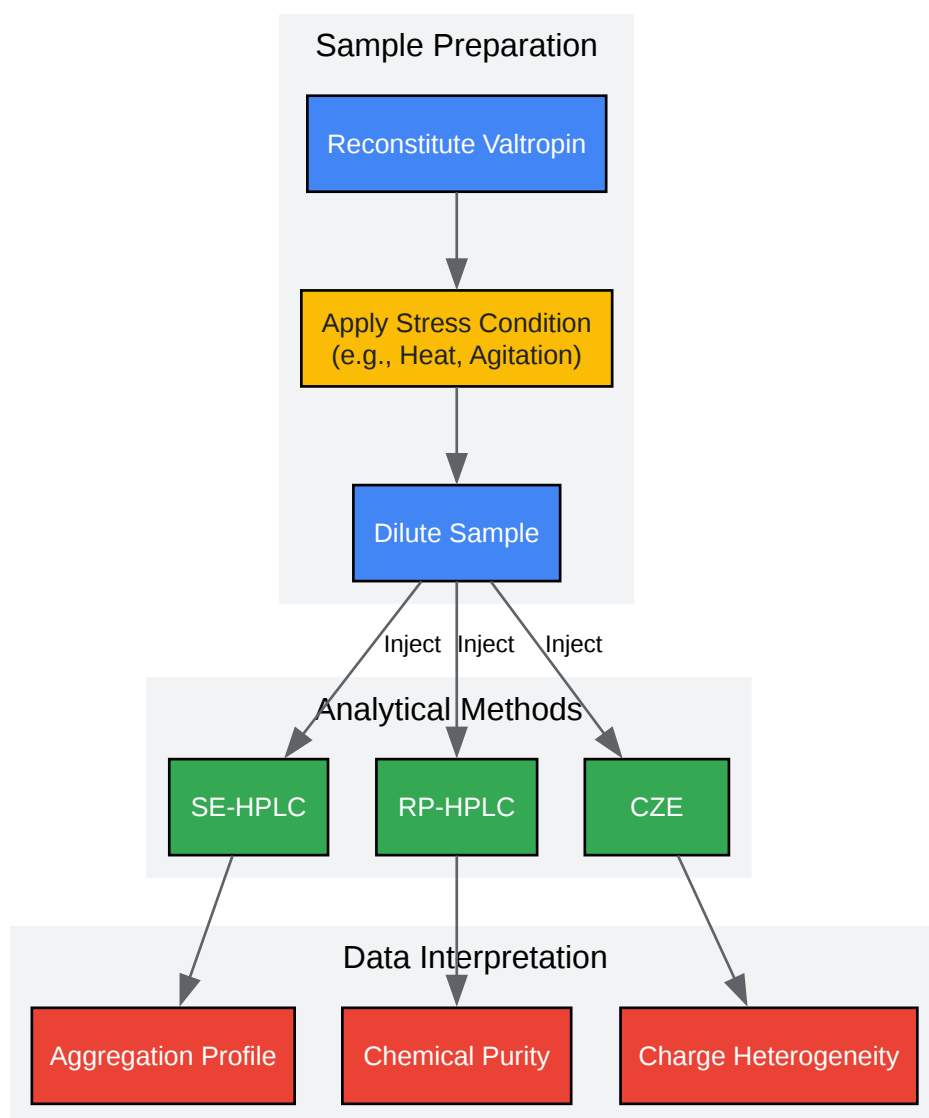 Sample Preparation
Reconstitute Valtropin
Apply Stress Condition
(e.g., Heat, Agitation)
Dilute Sample
Inject
Inject
Inject
Analytical Methods
SE-HPLC
RP-HPLC
CZE
Data Interpretation
Aggregation Profile
Chemical Purity
Charge Heterogeneity